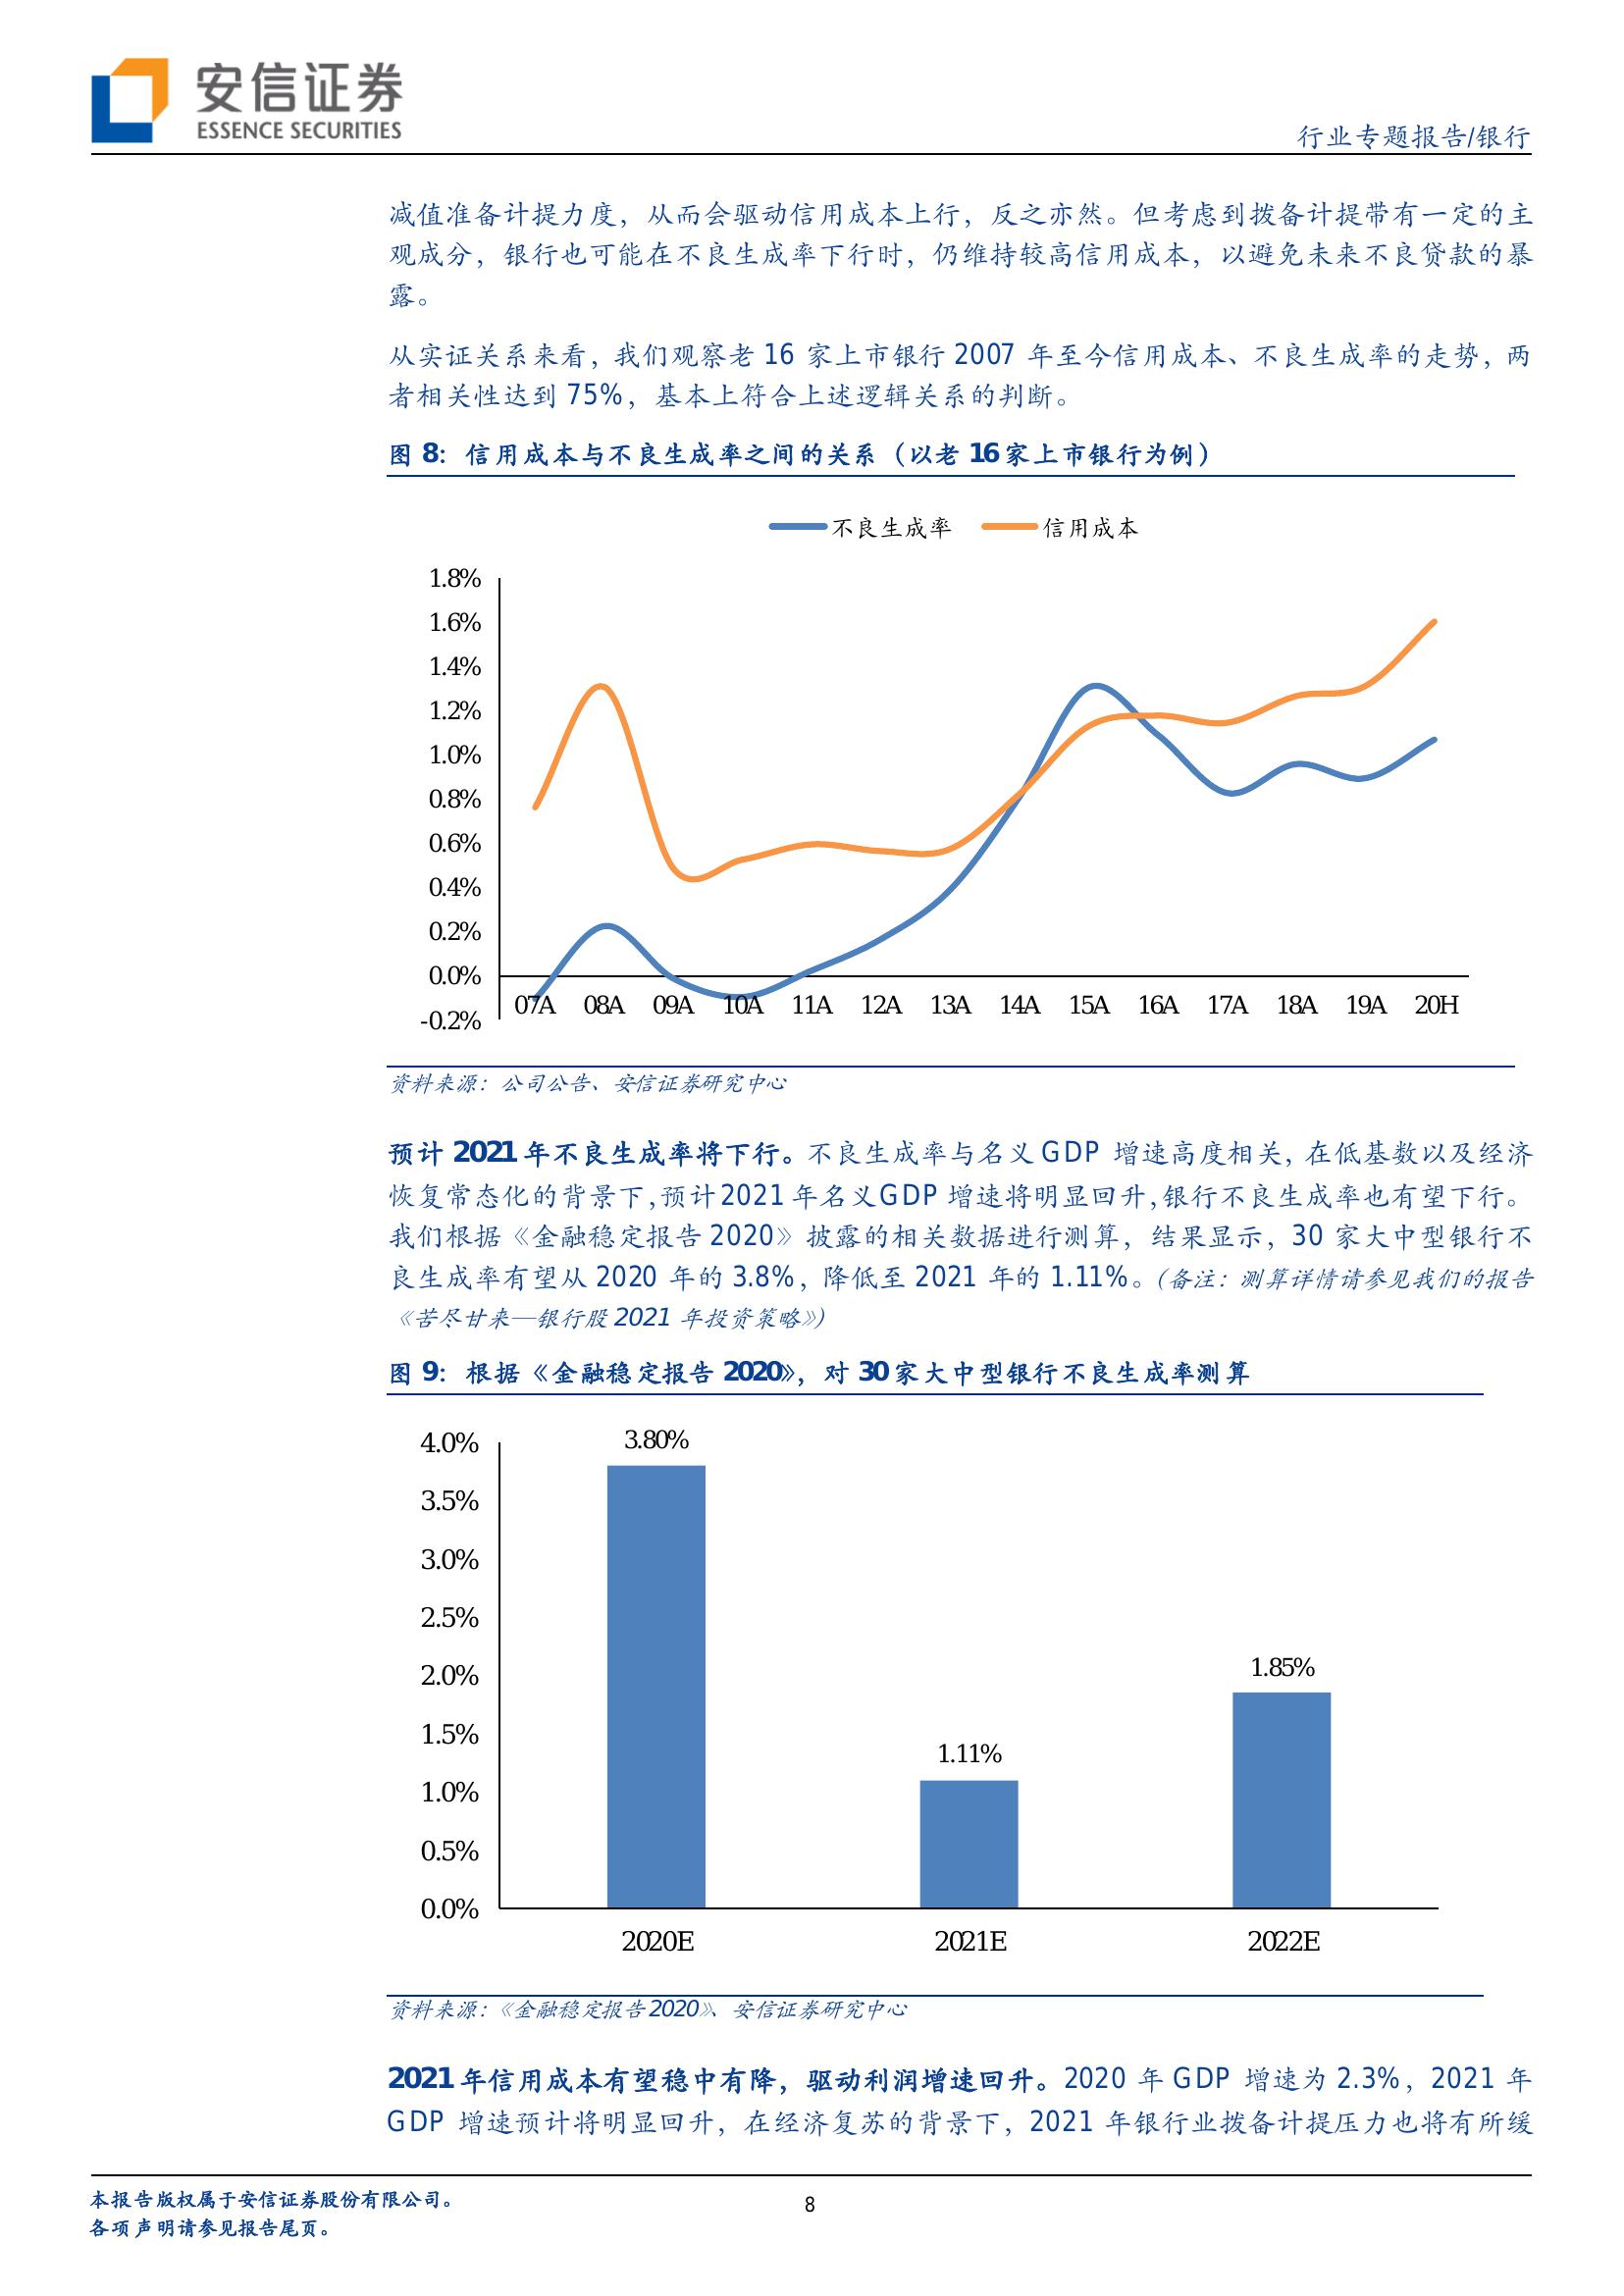 安信证券
ESSENCE SECURITIES
行业专题报告/银行
减值准备计提力度，从而会驱动信用成本上行，反之亦然。但考虑到拨备计提带有一定的主
观成分，银行也可能在不良生成率下行时，仍维持较高信用成本，以避免未来不良贷款的暴
露。
从实证关系来看，我们观察老 16 家上市银行 2007 年至今信用成本、不良生成率的走势，两
者相关性达到 75%，基本上符合上述逻辑关系的判断。
图 8：信用成本与不良生成率之间的关系（以老 16 家上市银行为例）
不良生成率 信用成本
1.8%
1.6%
1.4%
1.2%
1.0%
0.8%
0.6%
0.4%
0.2%
0.0%
-0.2%
07A 08A 09A 10A 11A 12A 13A 14A 15A 16A 17A 18A 19A 20H
资料来源：公司公告、安信证券研究中心
预计 2021 年不良生成率将下行。不良生成率与名义 GDP 增速高度相关，在低基数以及经济
恢复常态化的背景下，预计 2021 年名义 GDP 增速将明显回升，银行不良生成率也有望下行。
我们根据《金融稳定报告 2020》披露的相关数据进行测算，结果显示，30 家大中型银行不
良生成率有望从 2020 年的 3.8%，降低至 2021 年的 1.11%。（备注：测算详情请参见我们的报告
《苦尽甘来—银行股 2021 年投资策略》）
图 9：根据《金融稳定报告 2020》，对 30 家大中型银行不良生成率测算
4.0%
3.5%
3.0%
2.5%
2.0%
1.5%
1.0%
0.5%
0.0%
3.80%
1.11%
1.85%
2020E 2021E 2022E
资料来源：《金融稳定报告 2020》、安信证券研究中心
2021 年信用成本有望稳中有降，驱动利润增速回升。2020 年 GDP 增速为 2.3%，2021 年
GDP 增速预计将明显回升，在经济复苏的背景下，2021 年银行业拨备计提压力也将有所缓
本报告版权属于安信证券股份有限公司。
各项声明请参见报告尾页。
8